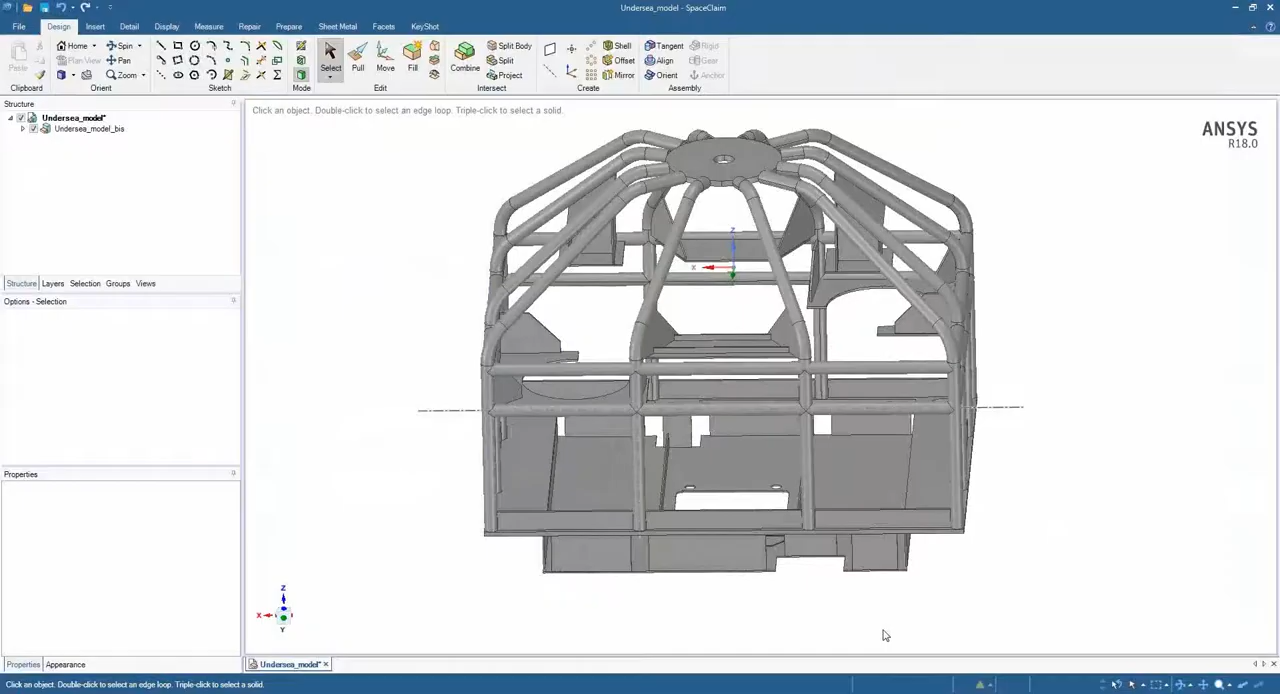 Undersea_model - SpaceClaim
File Design Insert Detail Display Measure Repair Prepare Sheet Metal Facets KeyShot
Home Spin Shell Tangent Rigid
Paste Plan View Pan Select Pull Move Fill Combine Split Body Split Offset Align Gear
Zoom Project Mirror Orient Anchor
Clipboard Orient Sketch Mode Edit Intersect Create Assembly
Structure
Undersea_model*
Undersea_model_bis
Structure Layers Selection Groups Views
Options - Selection
Properties
Properties Appearance
Click an object. Double-click to select an edge loop. Triple-click to select a solid.
ANSYS
R18.0
Z
X
Z
X
Y
Undersea_model*
Click an object. Double-click to select an edge loop. Triple-click to select a solid.